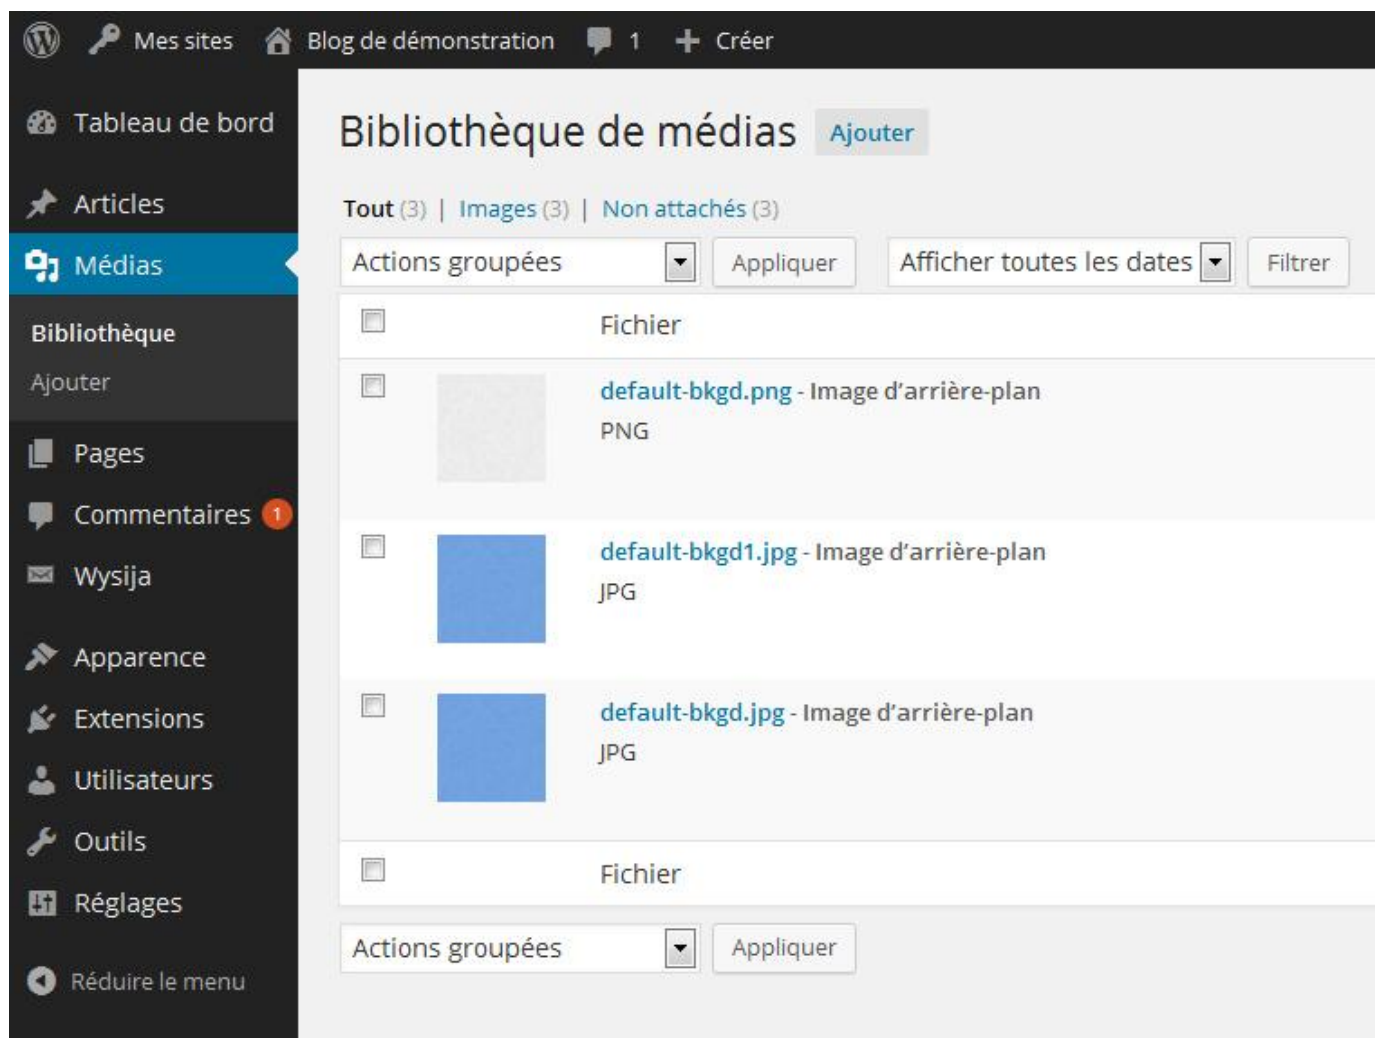 Mes sites Blog de démonstration 1 + Créer
Tableau de bord
Articles
Médias
Bibliothèque
Ajouter
Pages
Commentaires 1
Wysija
Apparence
Extensions
Utilisateurs
Outils
Réglages
Réduire le menu
Bibliothèque de médias Ajouter
Tout (3) | Images (3) | Non attachés (3)
Actions groupées Appliquer Afficher toutes les dates Filtrer
Fichier
default-bkgd.png - Image d’arrière-plan
PNG
default-bkgd1.jpg - Image d’arrière-plan
JPG
default-bkgd.jpg - Image d’arrière-plan
JPG
Fichier
Actions groupées Appliquer